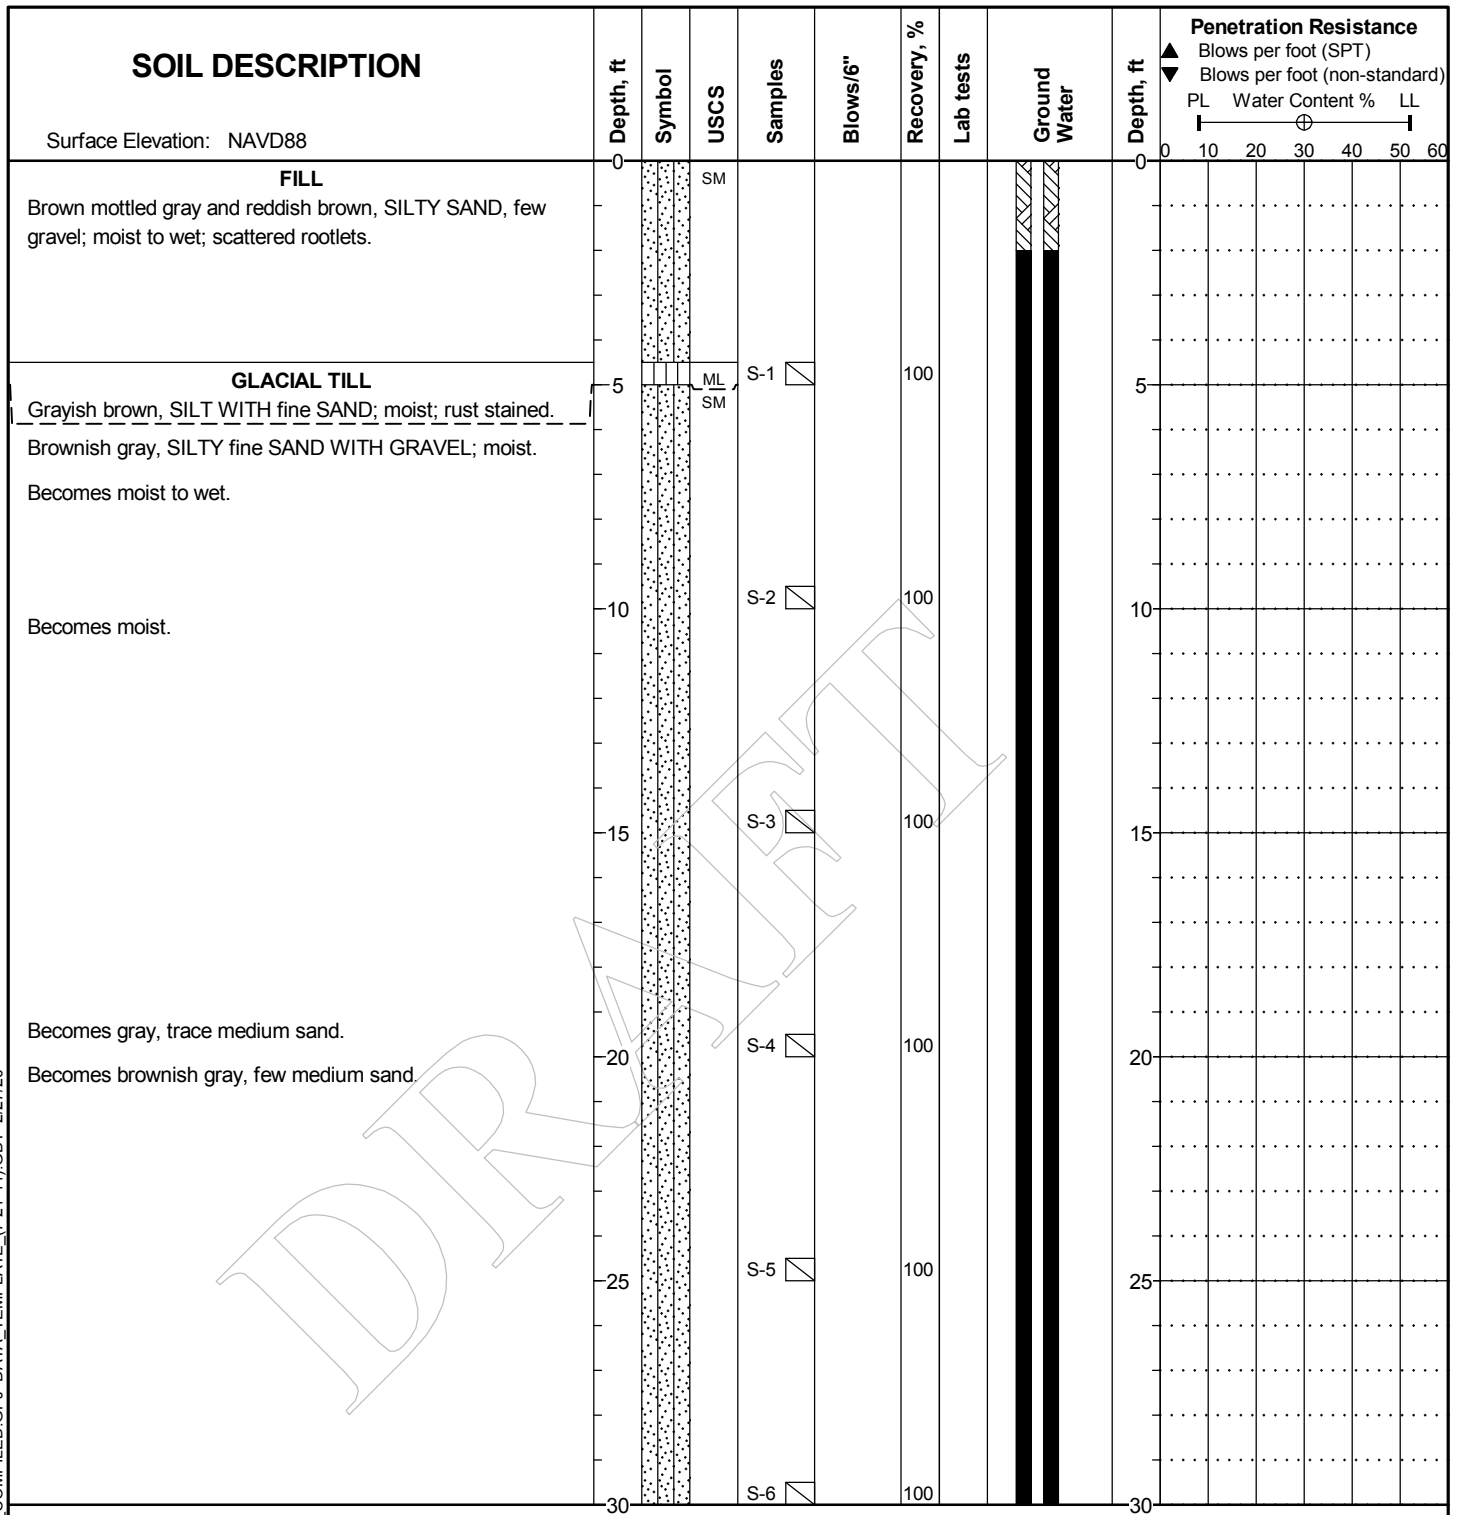 SOIL DESCRIPTION
Surface Elevation: NAVD88
Depth, ft
Symbol
USCS
Samples
Blows/6"
Recovery, %
Lab tests
Ground
Water
Depth, ft
Penetration Resistance
▲ Blows per foot (SPT)
▼ Blows per foot (non-standard)
PL Water Content % LL
0 10 20 30 40 50 60
0
0
FILL
SM
Brown mottled gray and reddish brown, SILTY SAND, few
gravel; moist to wet; scattered rootlets.
GLACIAL TILL
S-1
100
ML
5
5
SM
Grayish brown, SILT WITH fine SAND; moist; rust stained.
Brownish gray, SILTY fine SAND WITH GRAVEL; moist.
Becomes moist to wet.
S-2
100
10
10
Becomes moist.
S-3
100
15
15
Becomes gray, trace medium sand.
S-4
100
20
20
Becomes brownish gray, few medium sand.
S-5
100
25
25
S-6
100
30
30
DRAFT